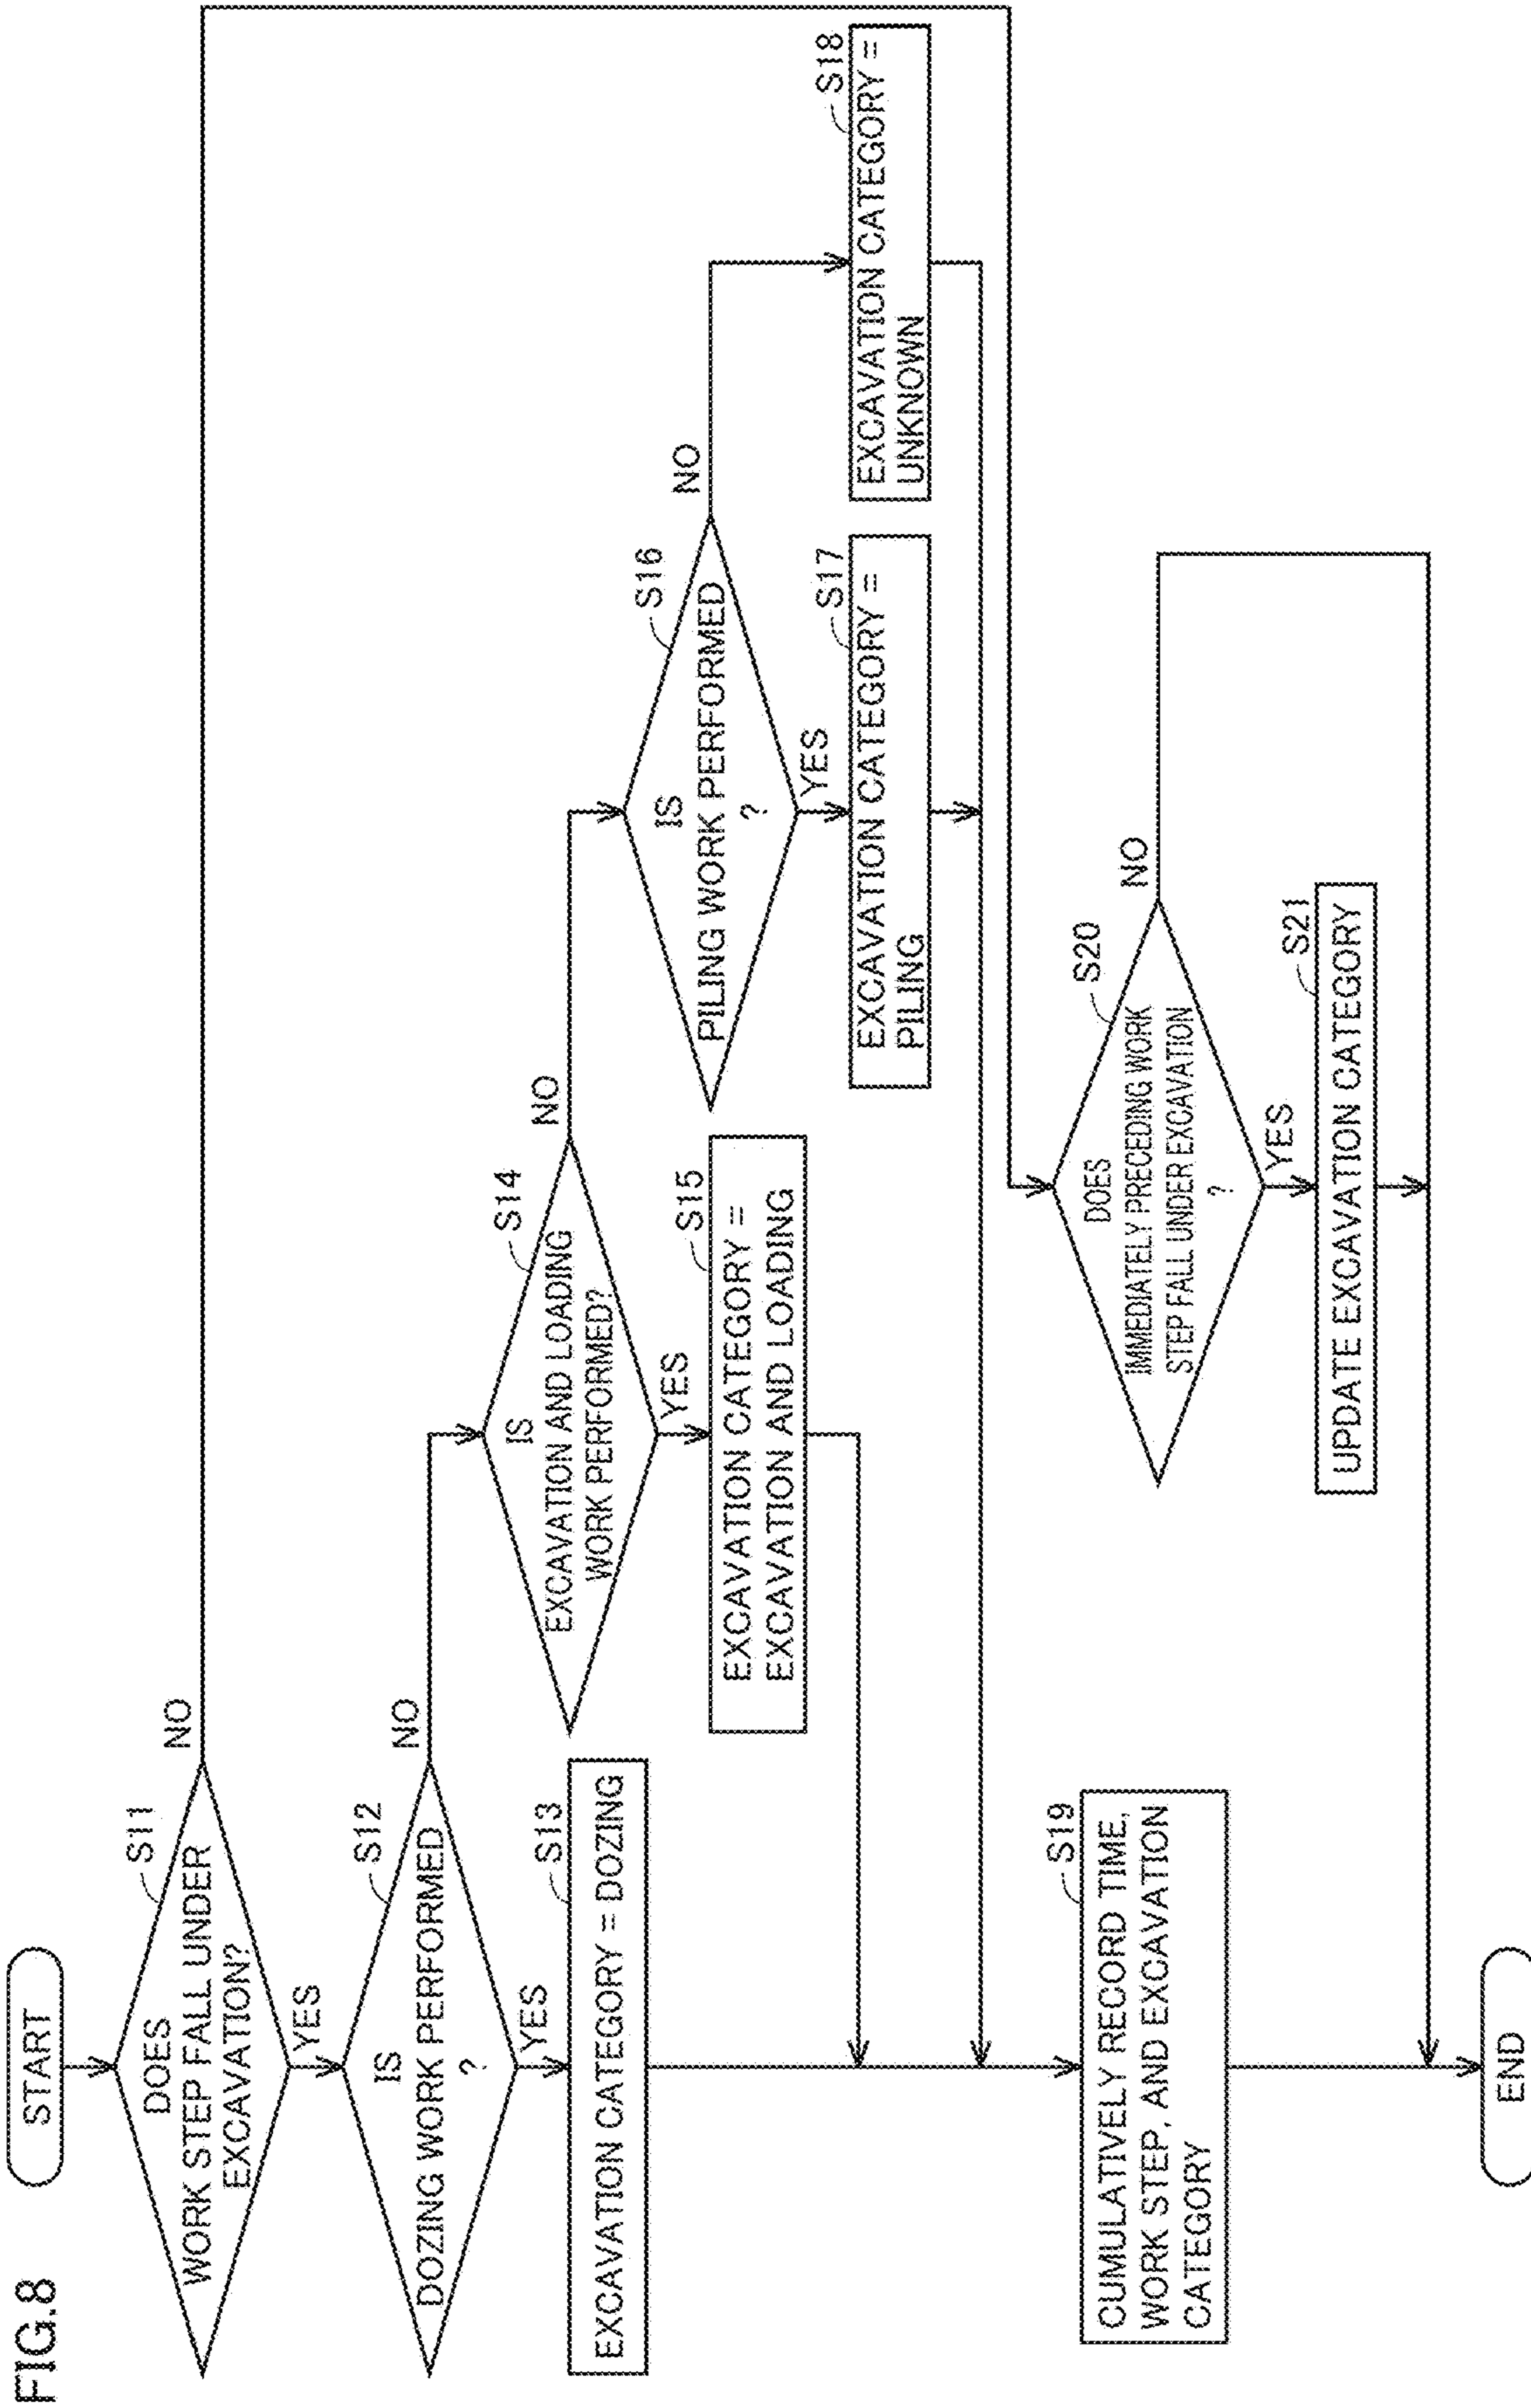 FIG.8
START
S11
DOES
WORK STEP FALL UNDER
EXCAVATION?
NO
YES
S12
IS
DOZING WORK PERFORMED
?
NO
YES
S13
EXCAVATION CATEGORY = DOZING
S14
IS
EXCAVATION AND LOADING
WORK PERFORMED?
NO
YES
S15
EXCAVATION CATEGORY =
EXCAVATION AND LOADING
S16
IS
PILING WORK PERFORMED
?
NO
YES
S17
EXCAVATION CATEGORY =
PILING
S18
EXCAVATION CATEGORY =
UNKNOWN
S19
CUMULATIVELY RECORD TIME,
WORK STEP, AND EXCAVATION
CATEGORY
S20
DOES
IMMEDIATELY PRECEDING WORK
STEP FALL UNDER EXCAVATION
?
NO
YES
S21
UPDATE EXCAVATION CATEGORY
END